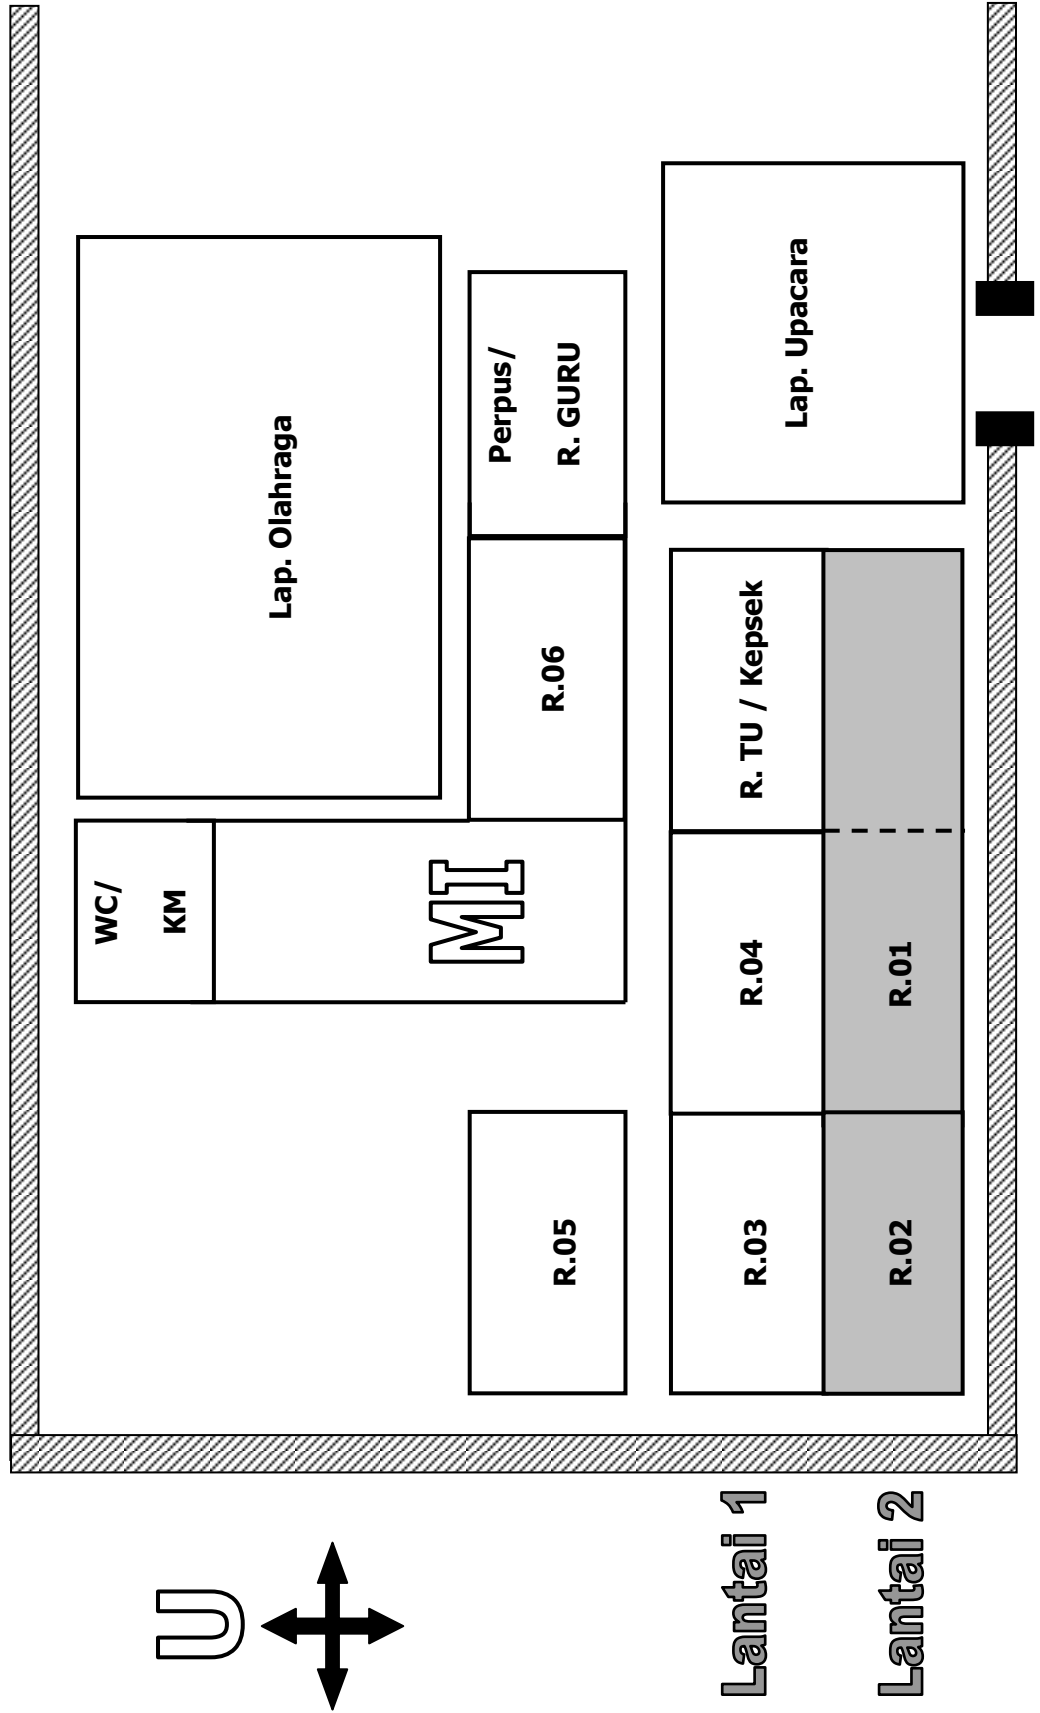 Lap. Olahraga
WC/
KM
Perpus/
R. GURU
R.06
MI
R.05
Lap. Upacara
R. TU / Kepsek
R.04
R.03
R.01
R.02
U
Lantai 1
Lantai 2